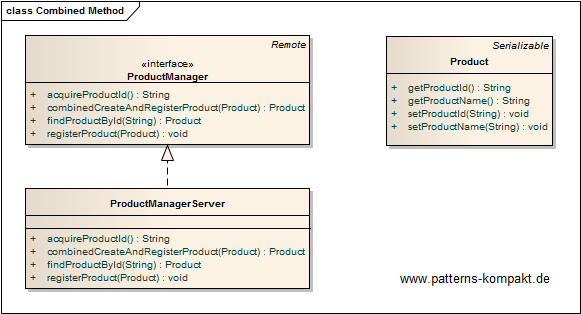 class Combined Method
Remote
«interface»
ProductManager
+ acquireProductId() : String
+ combinedCreateAndRegisterProduct(Product) : Product
+ findProductById(String) : Product
+ registerProduct(Product) : void
Serializable
Product
+ getProductId() : String
+ getProductName() : String
+ setProductId(String) : void
+ setProductName(String) : void
ProductManagerServer
+ acquireProductId() : String
+ combinedCreateAndRegisterProduct(Product) : Product
+ findProductById(String) : Product
+ registerProduct(Product) : void
www.patterns-kompakt.de